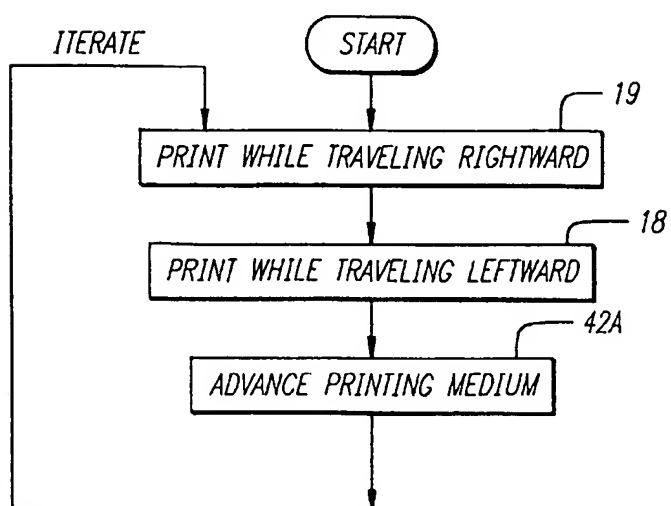 ITERATE
START
19
PRINT WHILE TRAVELING RIGHTWARD
18
PRINT WHILE TRAVELING LEFTWARD
42A
ADVANCE PRINTING MEDIUM